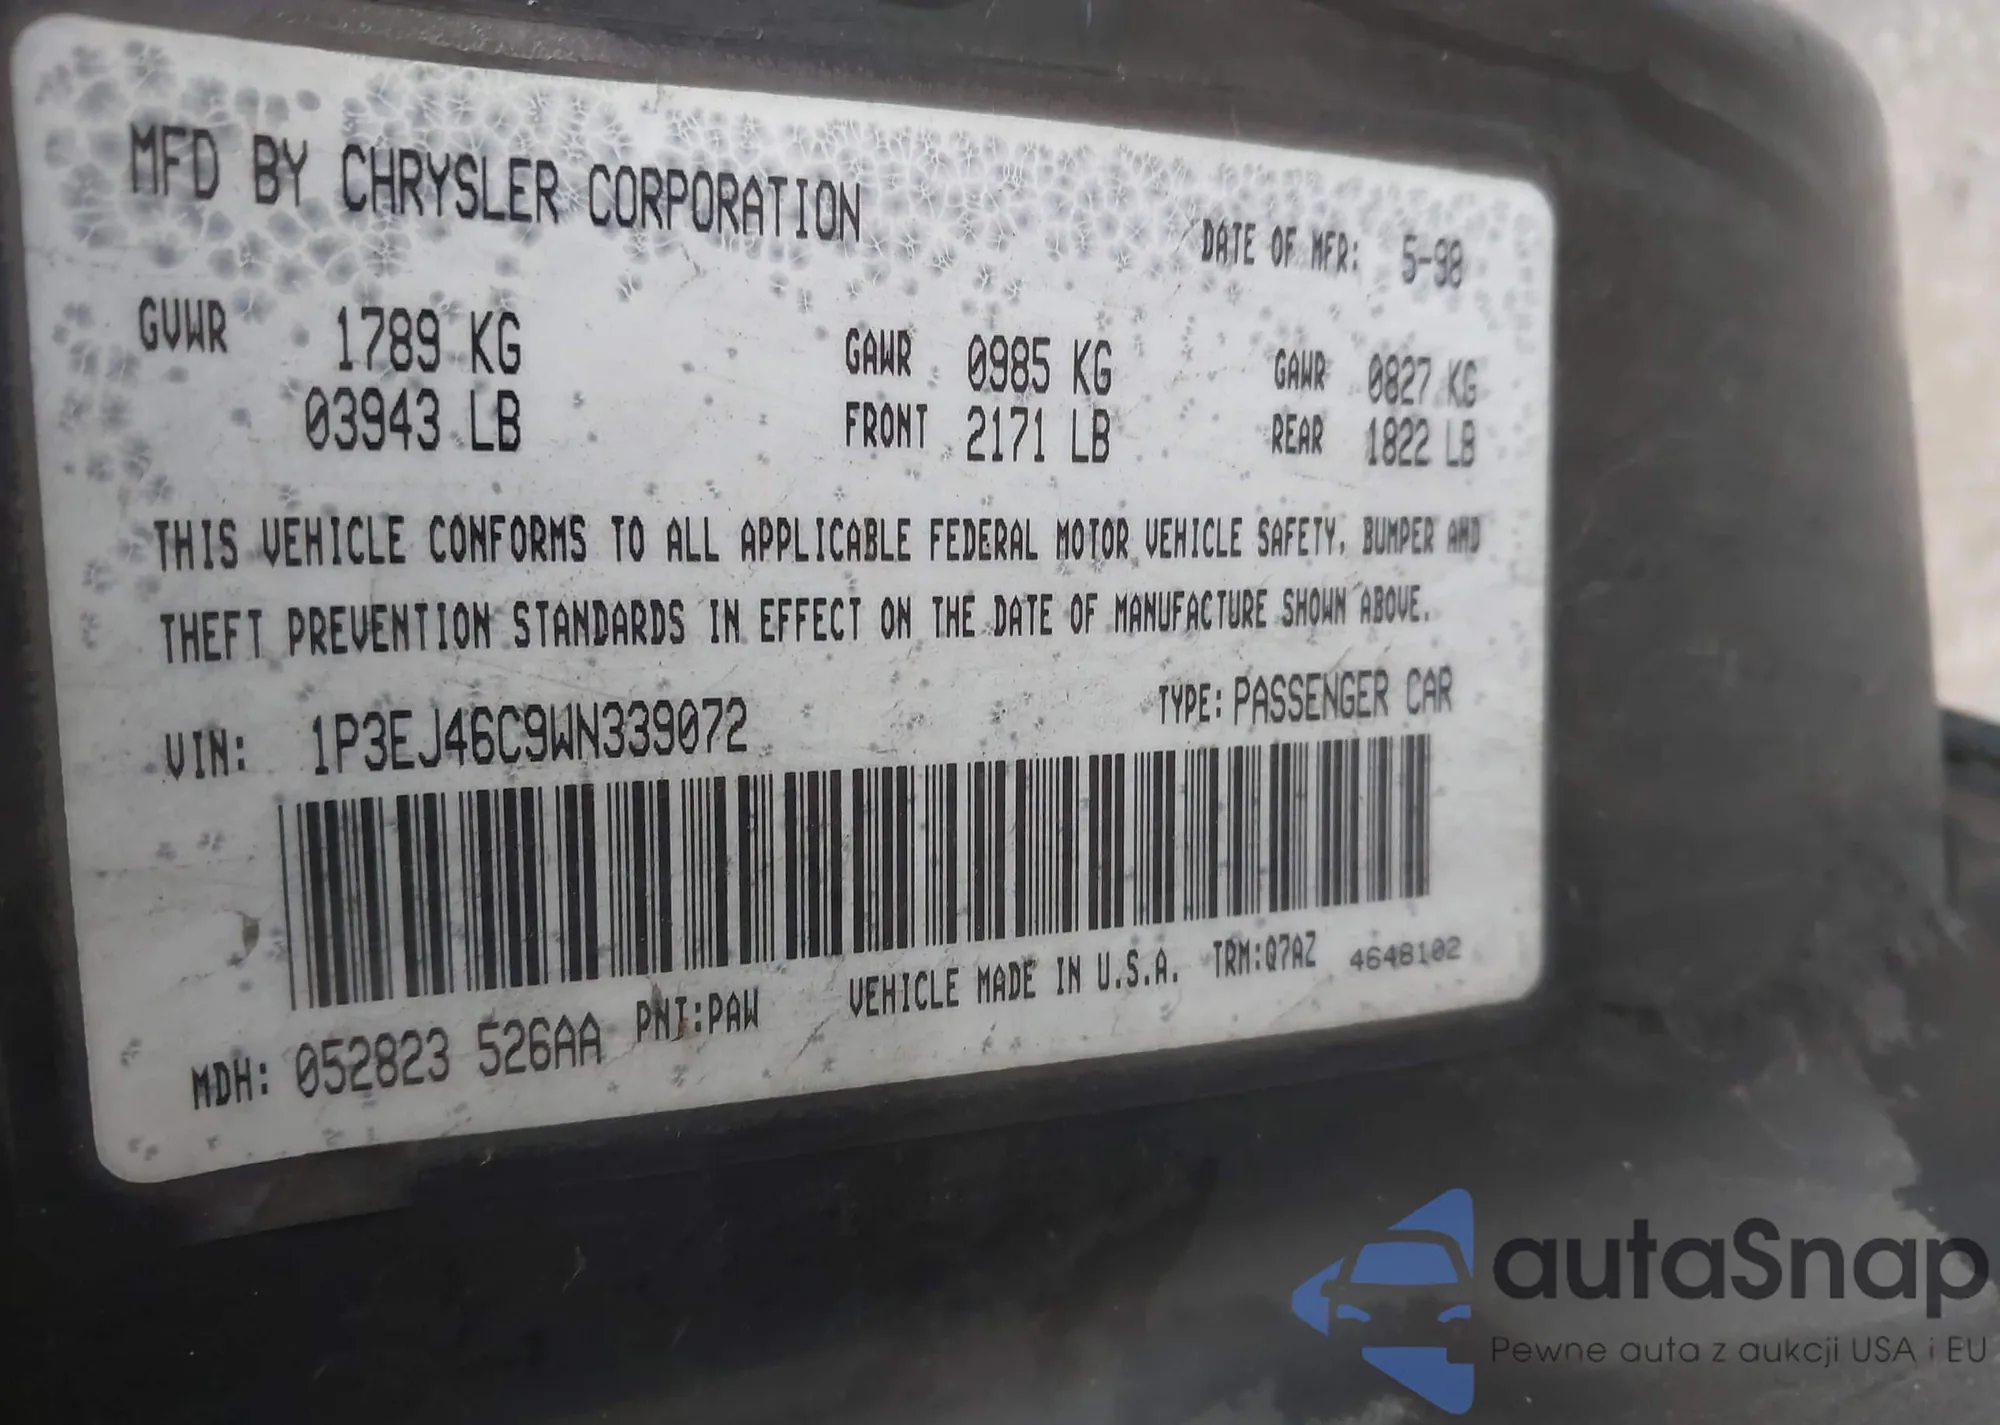 MFD BY CHRYSLER CORPORATION
DATE OF MFR: 5-98
GVWR 1789 KG GAWR 0985 KG GAWR 0827 KG
03943 LB FRONT 2171 LB REAR 1822 LB
THIS VEHICLE CONFORMS TO ALL APPLICABLE FEDERAL MOTOR VEHICLE SAFETY, BUMPER AND
THEFT PREVENTION STANDARDS IN EFFECT ON THE DATE OF MANUFACTURE SHOWN ABOVE.
VIN: 1P3EJ46C9WN339072 TYPE: PASSENGER CAR
MDH: 052823 526AA PNT:PAW VEHICLE MADE IN U.S.A. TRM:Q7AZ 4648102
autaSnap
Pewne auta z aukcji USA i EU